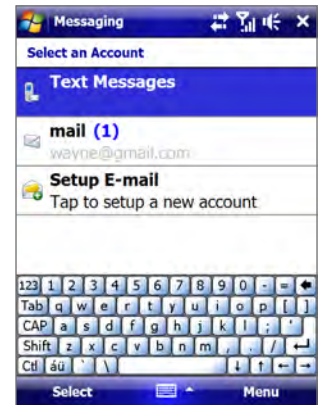 Messaging
Select an Account
Text Messages
mail (1)
wayne@gmail.com
Setup E-mail
Tap to setup a new account
123 1 2 3 4 5 6 7 8 9 0 - =
Tab q w e r t y u i o p [ ]
CAP a s d f g h j k l ; '
Shift z x c v b n m , . /
Ctl áü ` \
Select Menu